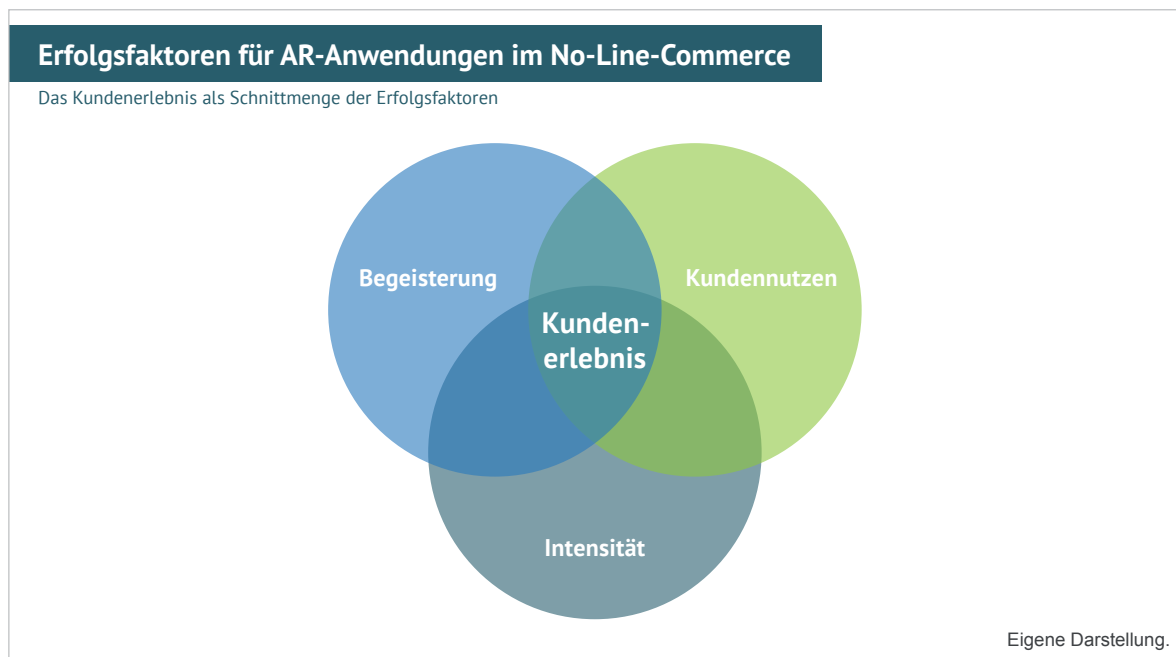 Erfolgsfaktoren für AR-Anwendungen im No-Line-Commerce
Das Kundenerlebnis als Schnittmenge der Erfolgsfaktoren
Begeisterung
Kundennutzen
Kunden-
erlebnis
Intensität
Eigene Darstellung.